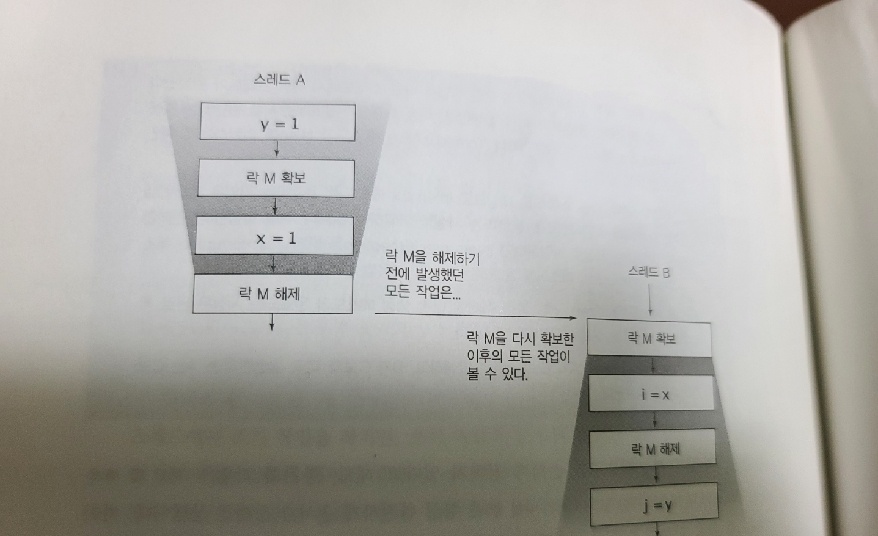 스레드 A
y = 1
락 M 확보
x = 1
락 M 해제
락 M을 해제하기
전에 발생했던
모든 작업은...
스레드 B
락 M을 다시 확보한
이후의 모든 작업이
볼 수 있다.
락 M 확보
i = x
락 M 해제
j = y